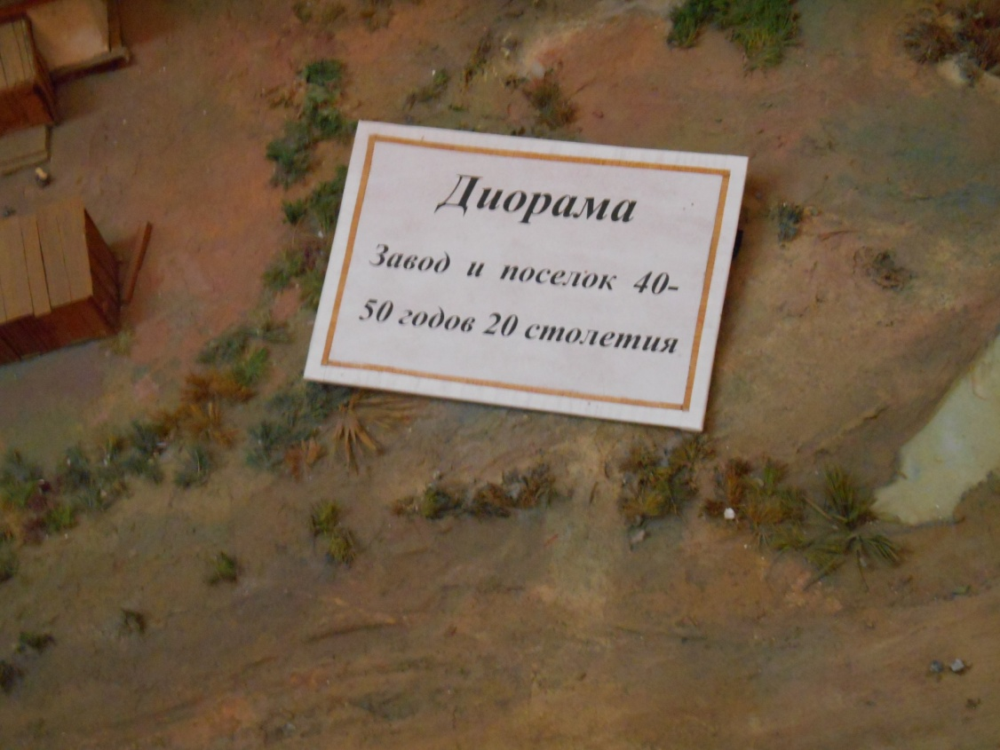 Диорама
Завод и поселок 40-
50 годов 20 столетия